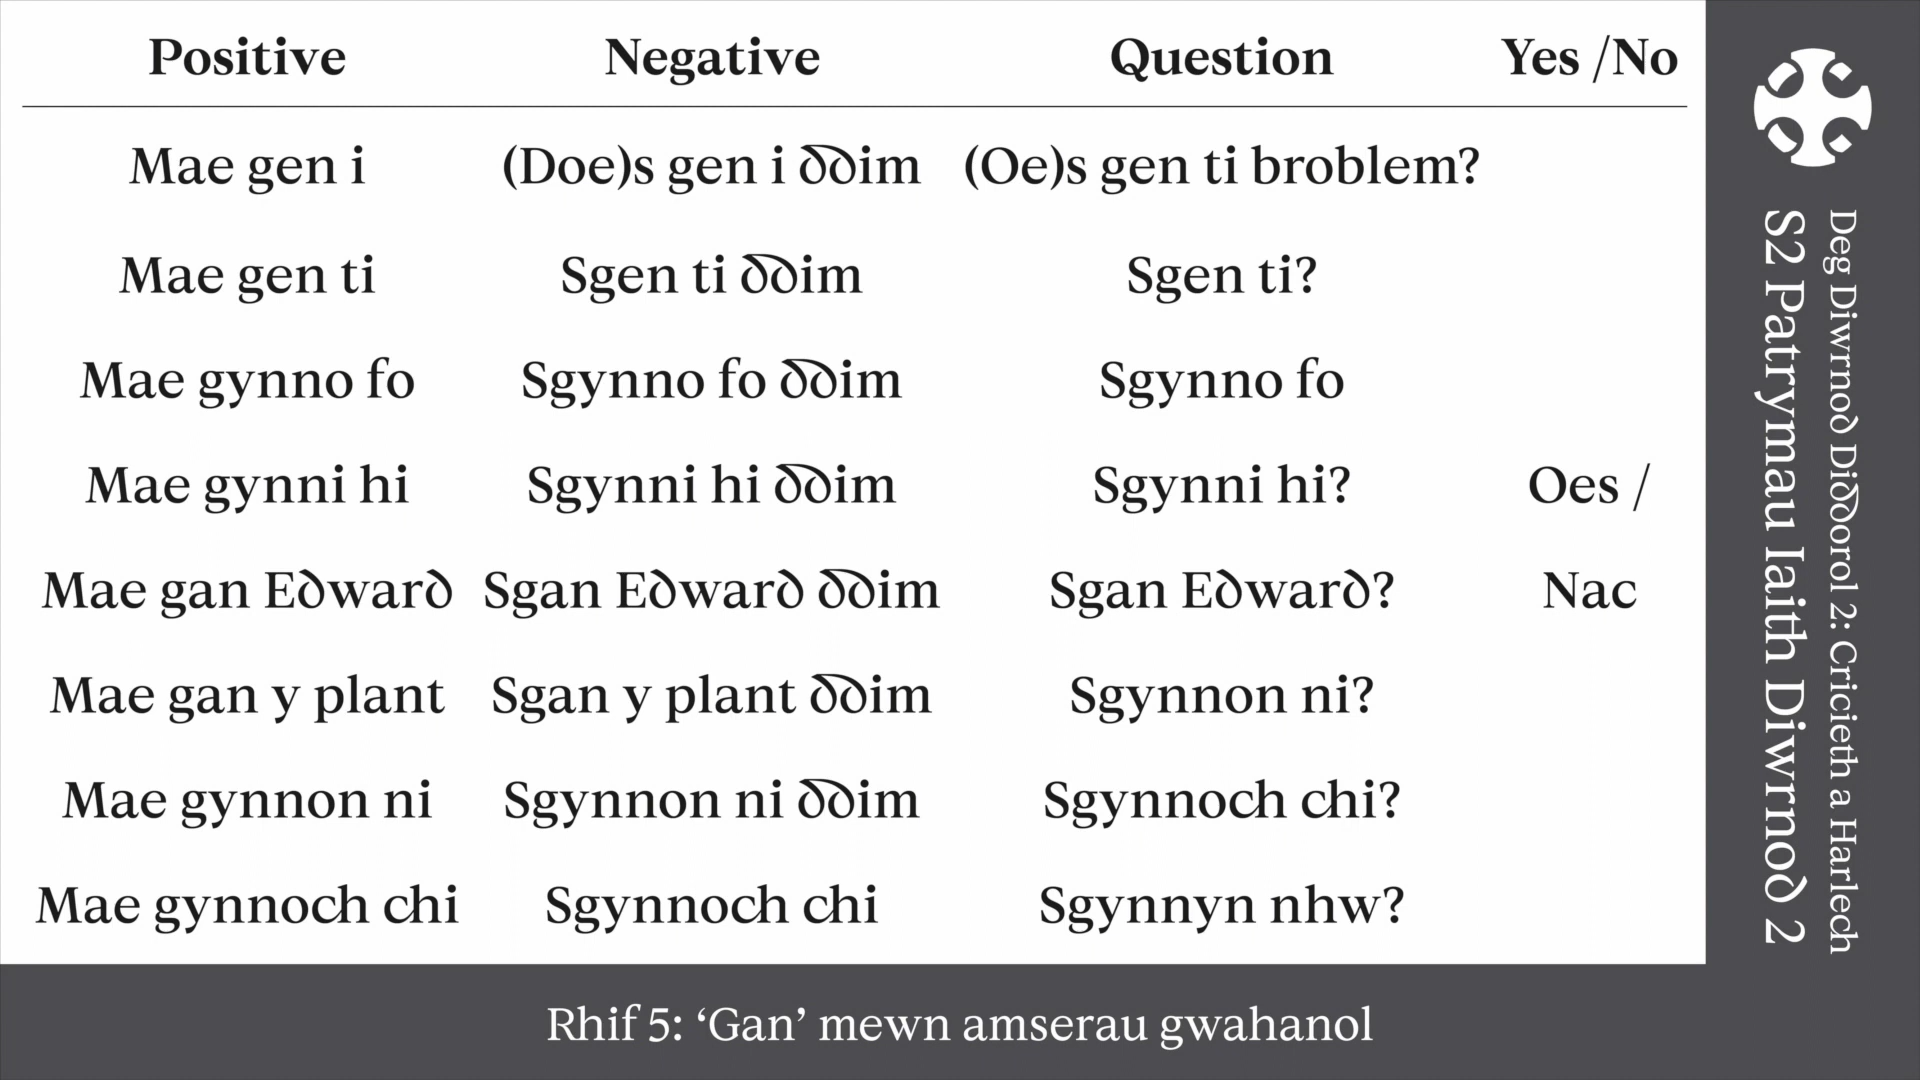 Positive Negative Question Yes /No
Mae gen i (Doe)s gen i ddim (Oe)s gen ti broblem?
Mae gen ti Sgen ti ddim Sgen ti?
Mae gynno fo Sgynno fo ddim Sgynno fo
Mae gynni hi Sgynni hi ddim Sgynni hi? Oes /
Mae gan Edward Sgan Edward ddim Sgan Edward? Nac
Mae gan y plant Sgan y plant ddim Sgynnon ni?
Mae gynnon ni Sgynnon ni ddim Sgynnoch chi?
Mae gynnoch chi Sgynnoch chi Sgynnyn nhw?
Deg Diwrnod Diddorol 2: Cricieth a Harlech
S2 Patrymau Iaith Diwrnod 2
Rhif 5: ‘Gan’ mewn amserau gwahanol